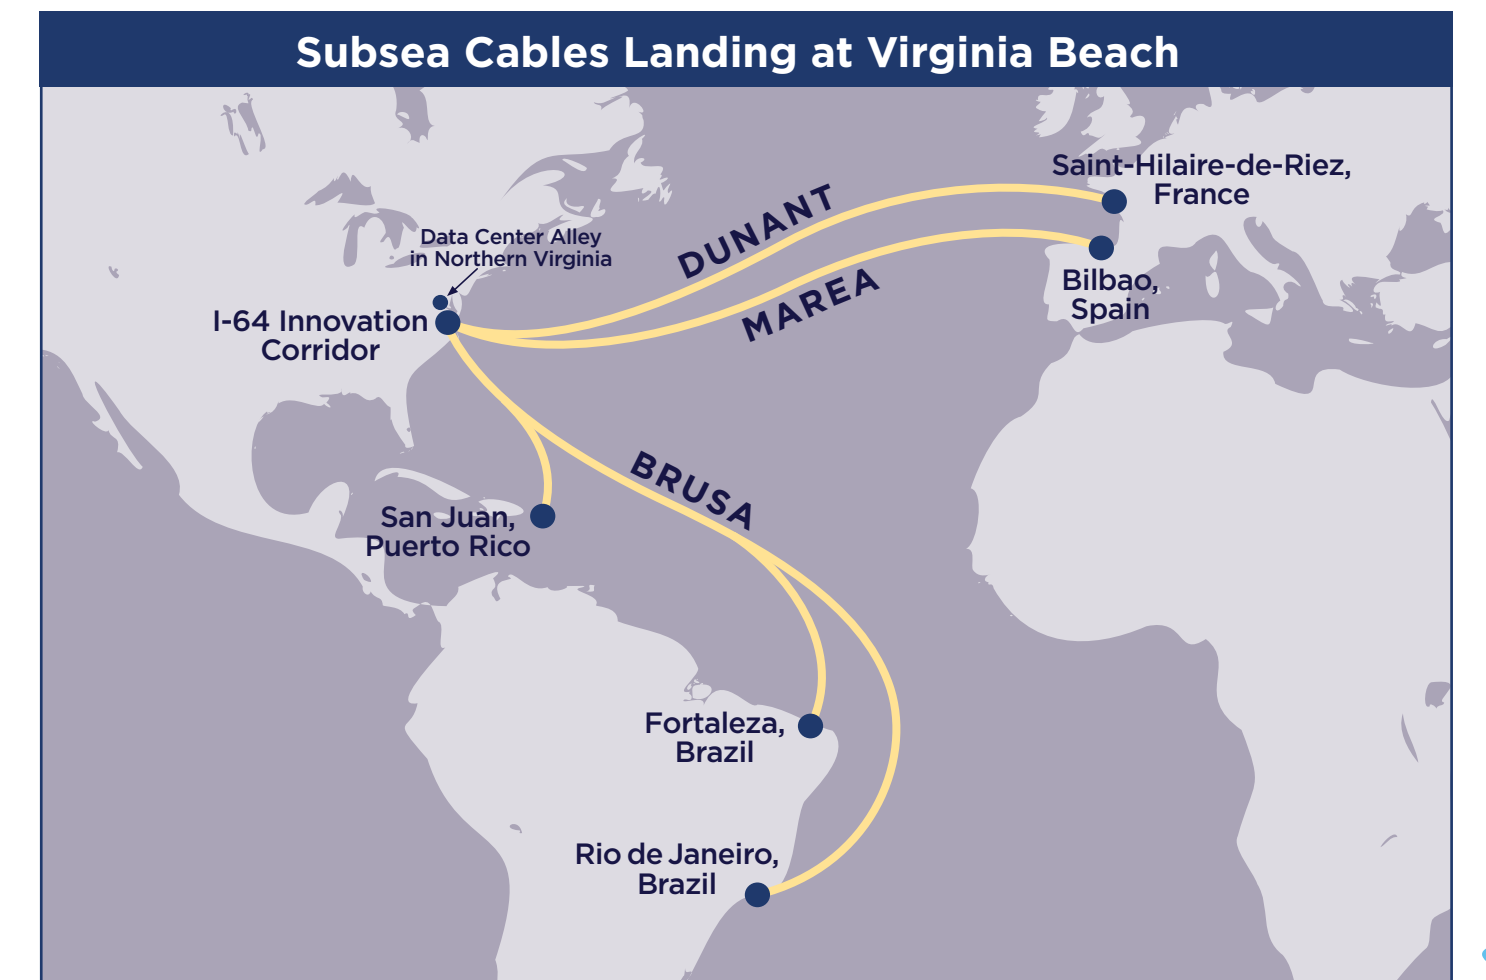 Subsea Cables Landing at Virginia Beach
Saint-Hilaire-de-Riez,
France
DUNANT
Data Center Alley
in Northern Virginia
MAREA
Bilbao,
Spain
I-64 Innovation
Corridor
BRUSA
San Juan,
Puerto Rico
Fortaleza,
Brazil
Rio de Janeiro,
Brazil